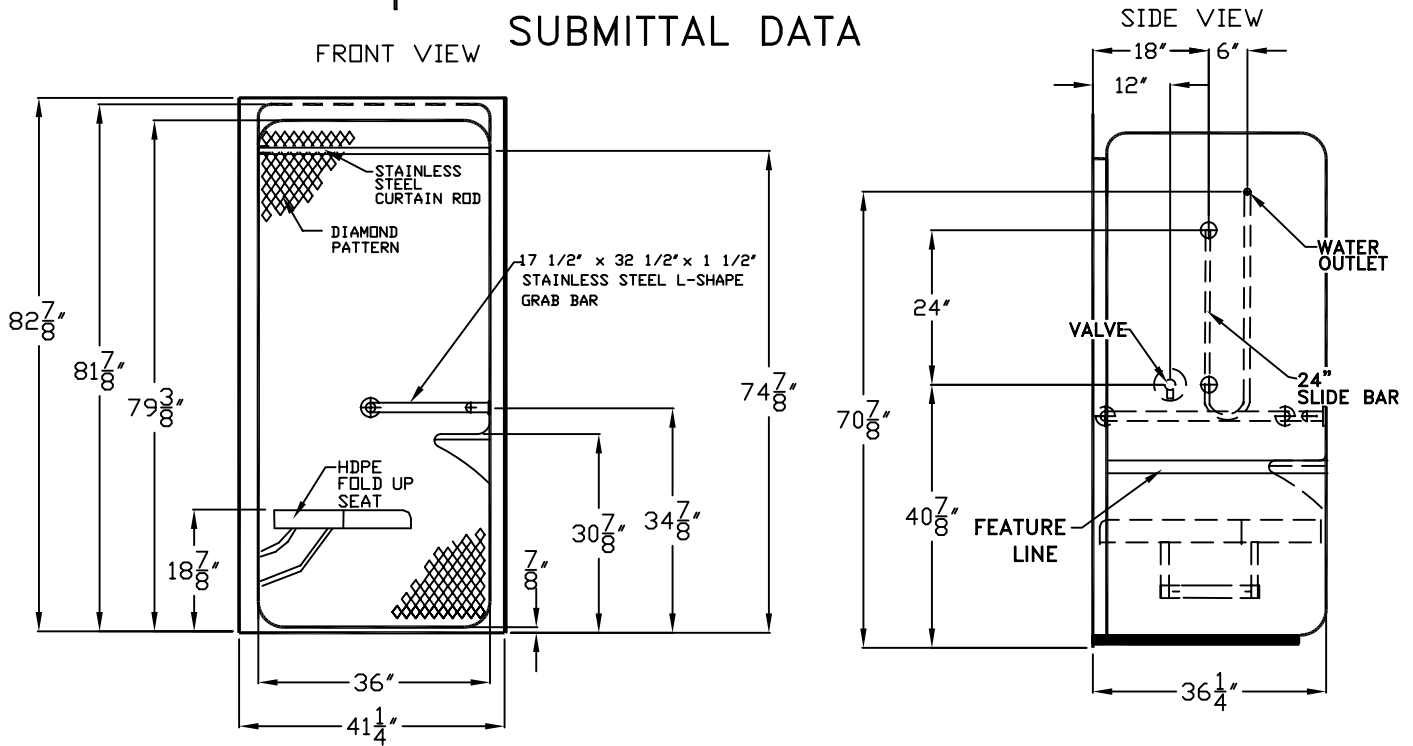 SUBMITTAL DATA
FRONT VIEW
STAINLESS
STEEL
CURTAIN ROD
DIAMOND
PATTERN
17 1/2" x 32 1/2" x 1 1/2"
STAINLESS STEEL L-SHAPE
GRAB BAR
82 7/8"
81 7/8"
79 3/8"
74 7/8"
HDPE
FOLD UP
SEAT
18 7/8"
30 7/8"
34 7/8"
7/8"
36"
41 1/4"
SIDE VIEW
18"
6"
12"
WATER
OUTLET
24"
VALVE
24"
SLIDE BAR
70 7/8"
40 7/8"
FEATURE
LINE
36 1/4"